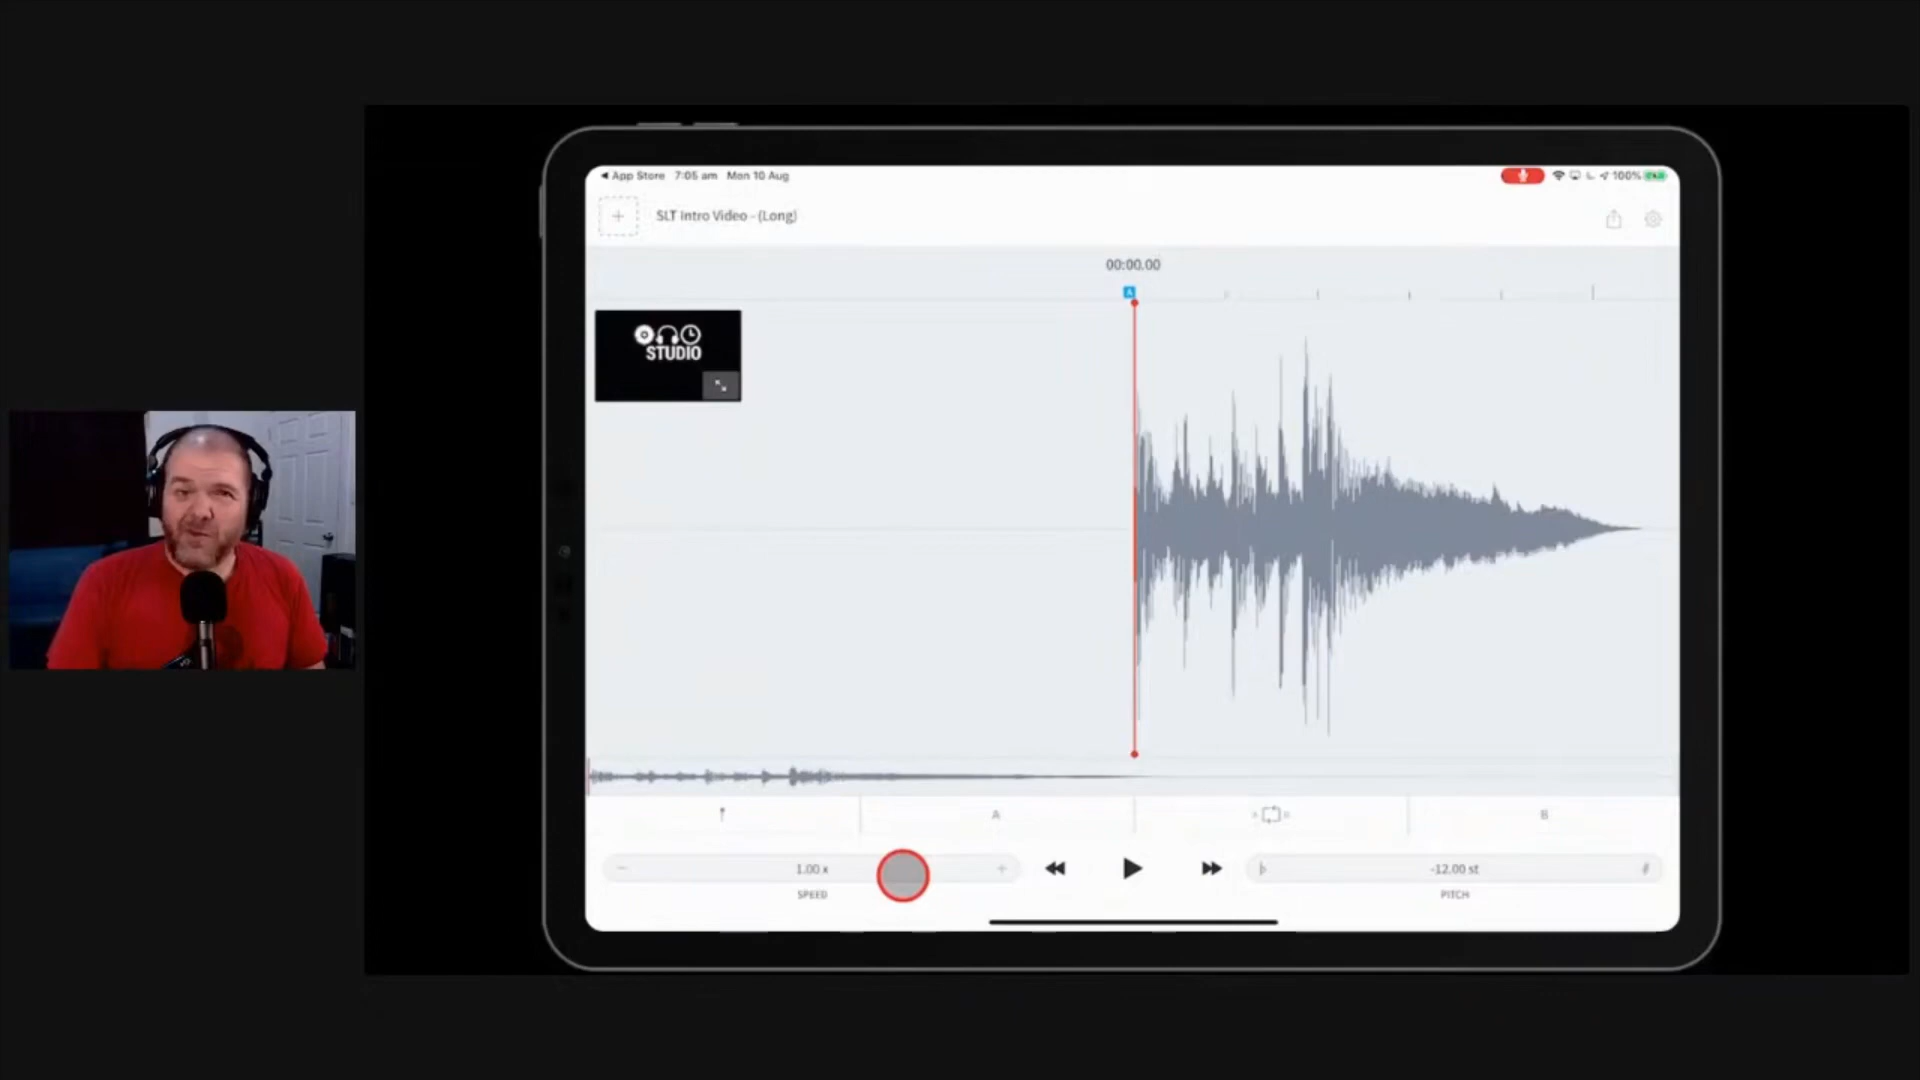 App Store 7:05 am Mon 10 Aug
100%
SLT Intro Video - (Long)
00:00.00
A
STUDIO
A
B
1.00 x
-12.00 st
SPEED
PITCH